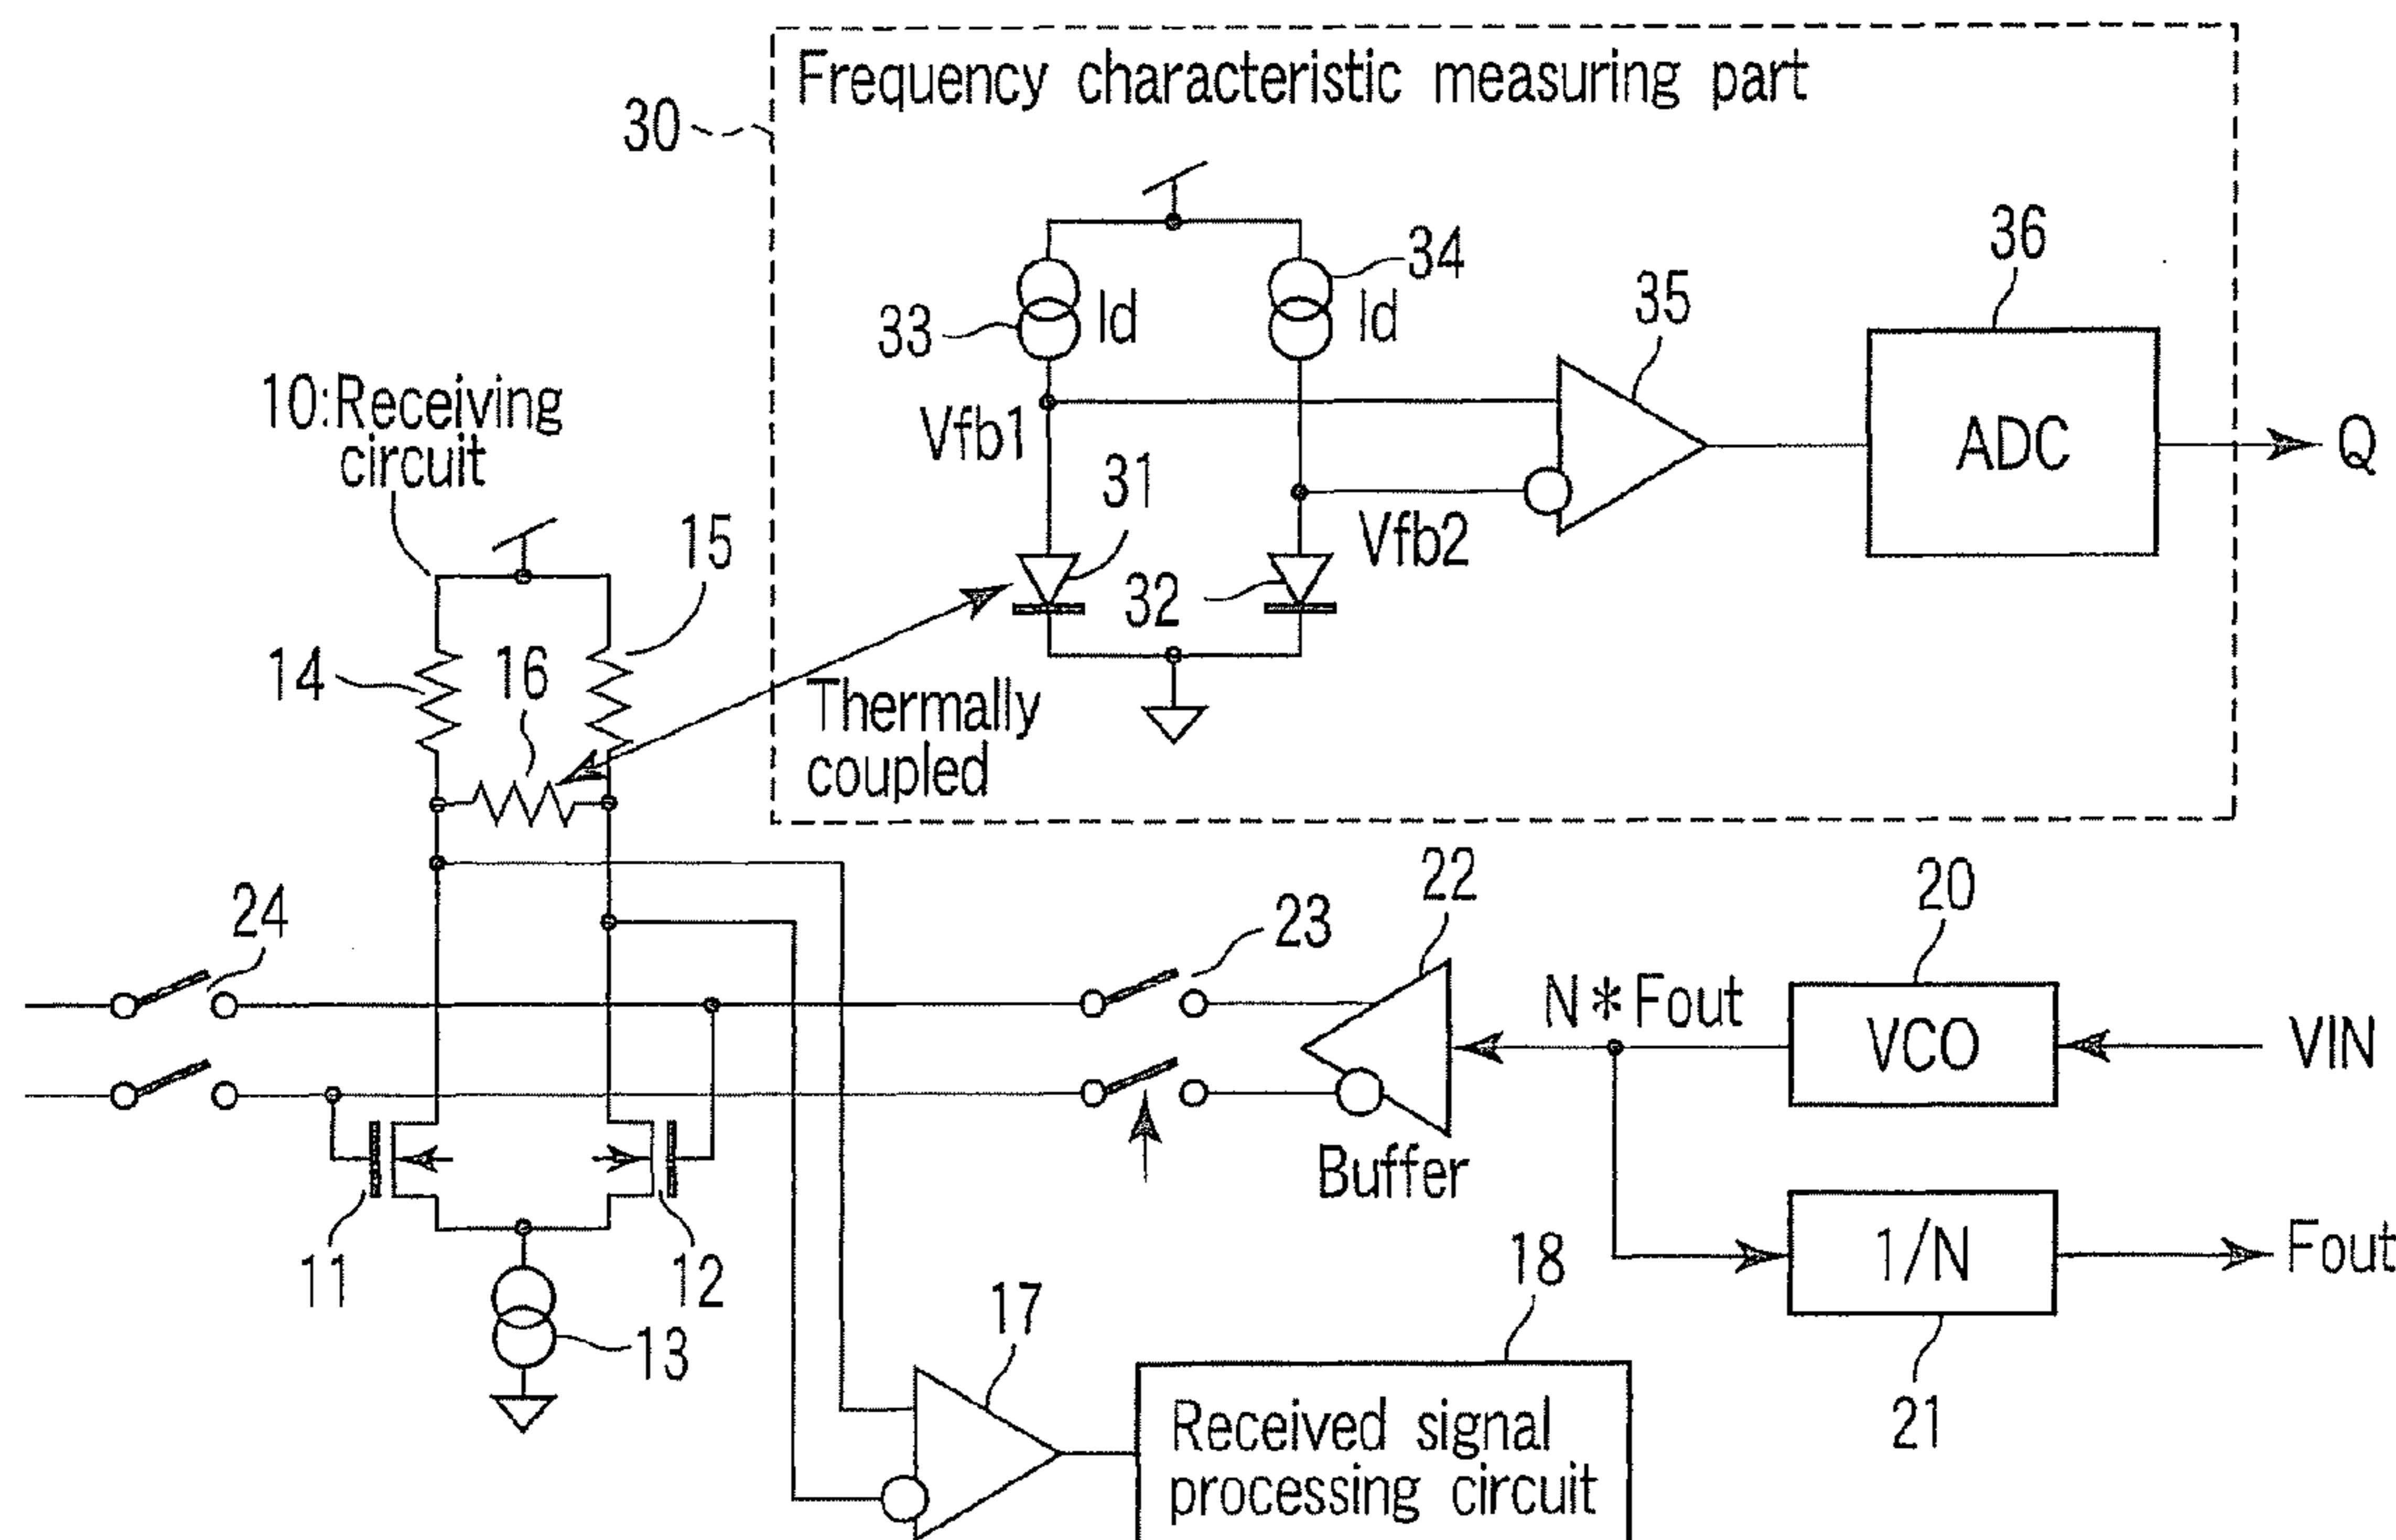 Frequency characteristic measuring part
30
33
Id
34
Id
35
36
ADC
Q
Vfb1
Vfb2
31
32
10:Receiving
circuit
14
15
16
Thermally
coupled
24
23
22
N*Fout
20
VCO
VIN
Buffer
11
12
13
17
18
Received signal
processing circuit
1/N
Fout
21